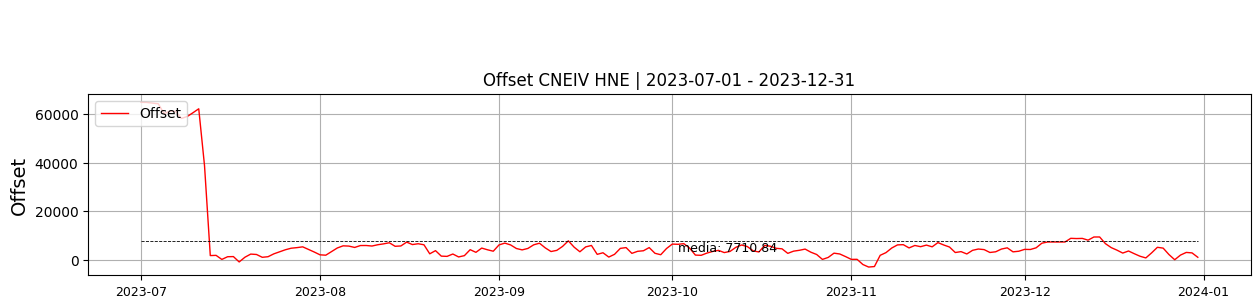 Offset CNEIV HNE | 2023-07-01 - 2023-12-31
Offset
60000
40000
20000
0
Offset
media: 7710.84
2023-07
2023-08
2023-09
2023-10
2023-11
2023-12
2024-01